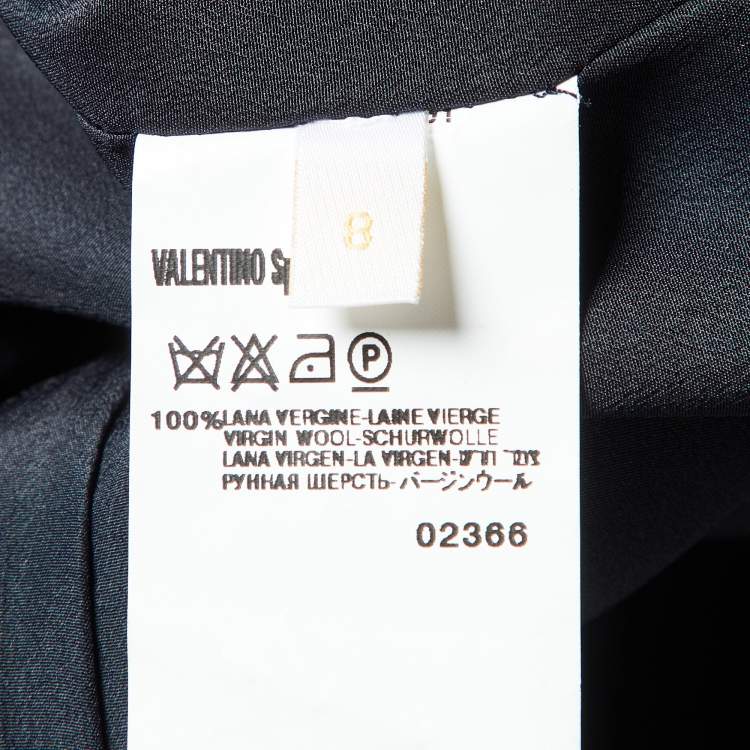 8
VALENTINO
P
100% LANA VERGINE-LAINE VIERGE
VIRGIN WOOL-SCHURWOLLE
LANA VIRGEN-LA VIRGEN-
РУННАЯ ШЕРСТЬ-バージンウール
02366